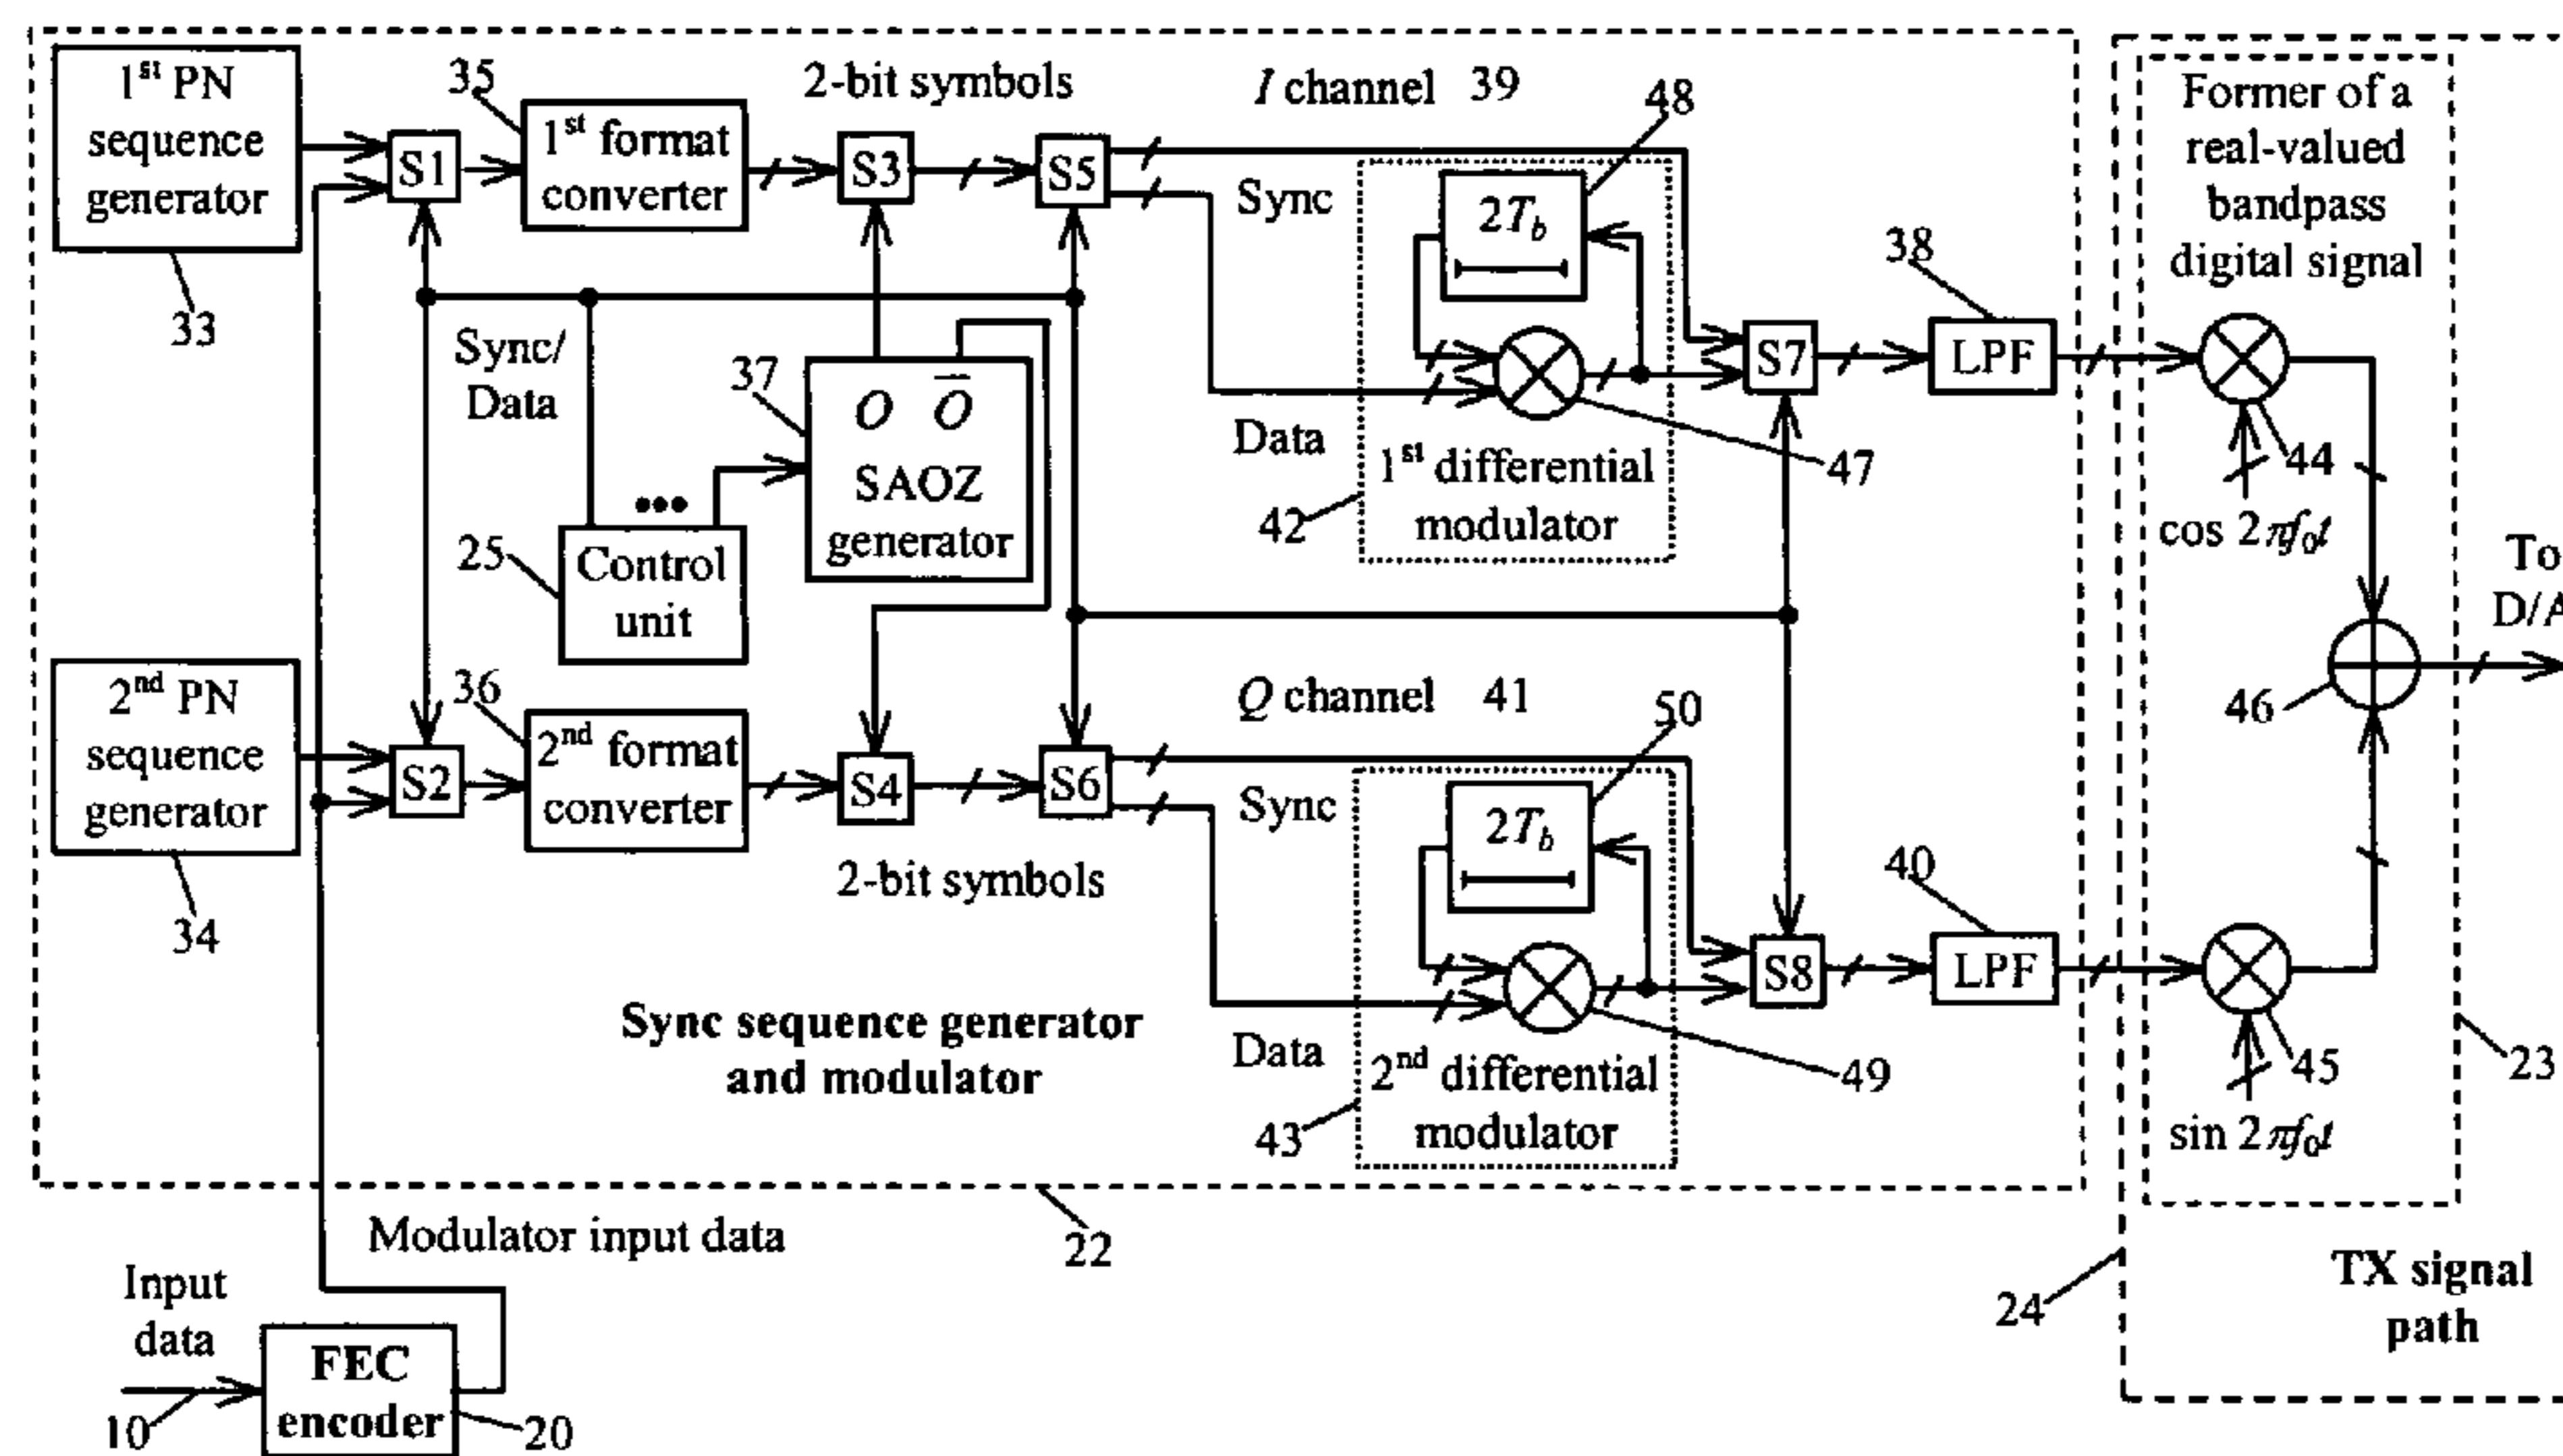 1st PN
sequence
generator
33
S1
35
1st format
converter
2-bit symbols
S3
S5
I channel 39
48
2Tb
Sync
Data
47
1st differential
modulator
42
S7
38
LPF
Sync/
Data
37
O O̅
SAOZ
generator
•••
25
Control
unit
2nd PN
sequence
generator
34
S2
36
2nd format
converter
2-bit symbols
S4
S6
Q channel 41
50
2Tb
Sync
Data
49
2nd differential
modulator
43
S8
40
LPF
Sync sequence generator
and modulator
22
Former of a
real-valued
bandpass
digital signal
44
cos 2πf0t
46
To
D/A
45
sin 2πf0t
23
24
TX signal
path
Modulator input data
Input
data
10
FEC
encoder
20